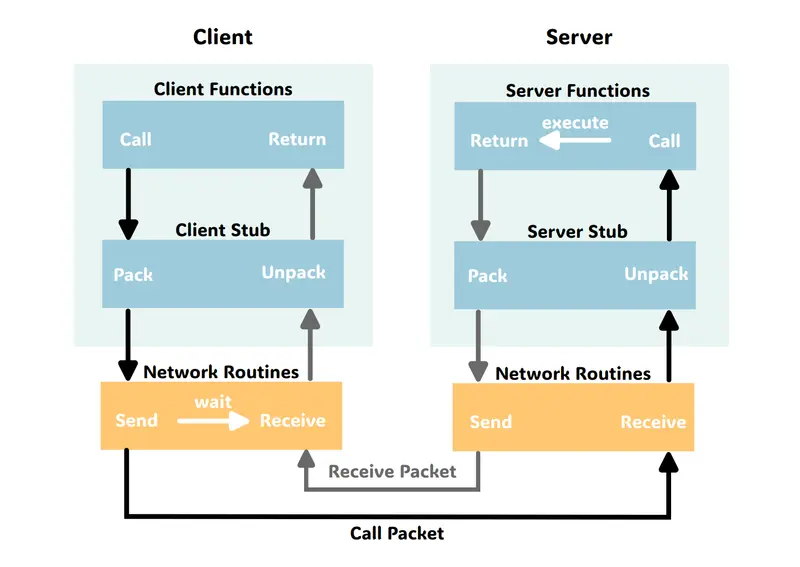 Client
Server
Client Functions
Call
Return
Client Stub
Pack
Unpack
Network Routines
wait
Send
Receive
Server Functions
execute
Return
Call
Server Stub
Pack
Unpack
Network Routines
Send
Receive
Receive Packet
Call Packet